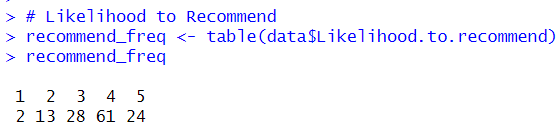 >
> # Likelihood to Recommend
> recommend_freq <- table(data$Likelihood.to.recommend)
> recommend_freq

 1  2  3  4  5
 2 13 28 61 24